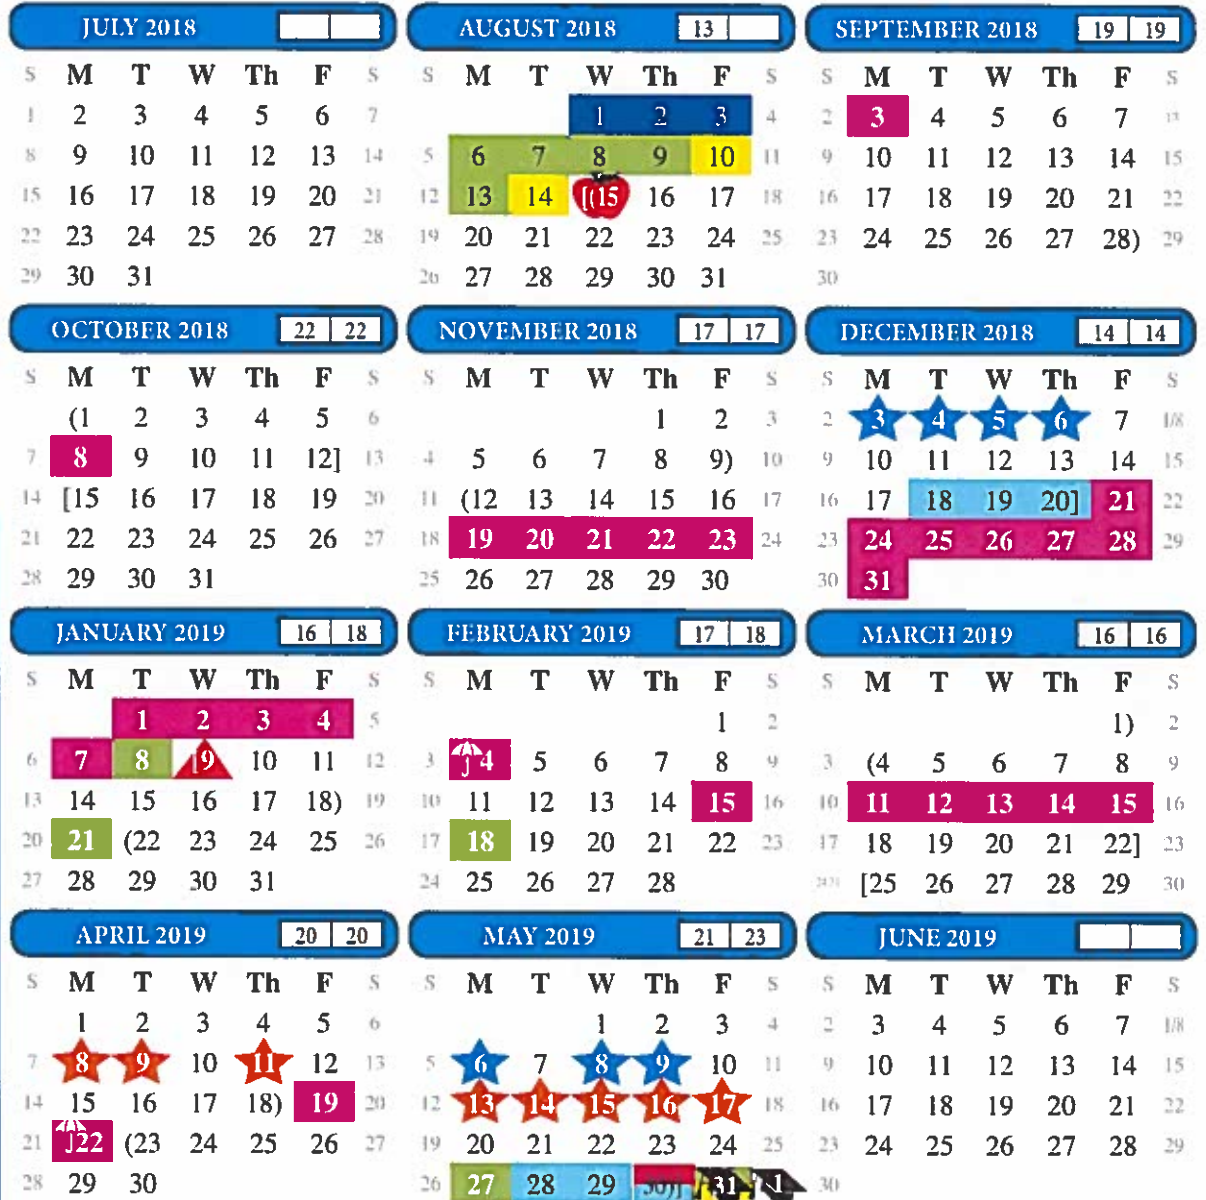 JULY 2018
S M T W Th F S
1 2 3 4 5 6 7
8 9 10 11 12 13 14
15 16 17 18 19 20 21
22 23 24 25 26 27 28
29 30 31
AUGUST 2018 13
S M T W Th F S
1 2 3 4
5 6 7 8 9 10 11
12 13 14 [(15 16 17 18
19 20 21 22 23 24 25
26 27 28 29 30 31
SEPTEMBER 2018 19 19
S M T W Th F S
2 3 4 5 6 7
9 10 11 12 13 14 15
16 17 18 19 20 21 22
23 24 25 26 27 28) 29
30
OCTOBER 2018 22 22
S M T W Th F S
(1 2 3 4 5 6
7 8 9 10 11 12] 13
14 [15 16 17 18 19 20
21 22 23 24 25 26 27
28 29 30 31
NOVEMBER 2018 17 17
S M T W Th F S
1 2 3
4 5 6 7 8 9) 10
11 (12 13 14 15 16 17
18 19 20 21 22 23 24
25 26 27 28 29 30
DECEMBER 2018 14 14
S M T W Th F S
2 3 4 5 6 7 1/8
9 10 11 12 13 14 15
16 17 18 19 20] 21 22
23 24 25 26 27 28 29
30 31
JANUARY 2019 16 18
S M T W Th F S
1 2 3 4 5
6 7 8 [9 10 11 12
13 14 15 16 17 18) 19
20 21 (22 23 24 25 26
27 28 29 30 31
FEBRUARY 2019 17 18
S M T W Th F S
1 2
3 4 5 6 7 8 9
10 11 12 13 14 15 16
17 18 19 20 21 22 23
24 25 26 27 28
MARCH 2019 16 16
S M T W Th F S
1) 2
3 (4 5 6 7 8 9
10 11 12 13 14 15 16
17 18 19 20 21 22] 23
[25 26 27 28 29 30
APRIL 2019 20 20
S M T W Th F S
1 2 3 4 5 6
7 8 9 10 11 12 13
14 15 16 17 18) 19 20
21 22 (23 24 25 26 27
28 29 30
MAY 2019 21 23
S M T W Th F S
1 2 3 4
5 6 7 8 9 10 11
12 13 14 15 16 17 18
19 20 21 22 23 24 25
26 27 28 29 30)] 31 1
JUNE 2019
S M T W Th F S
2 3 4 5 6 7 1/8
9 10 11 12 13 14 15
16 17 18 19 20 21 22
23 24 25 26 27 28 29
30